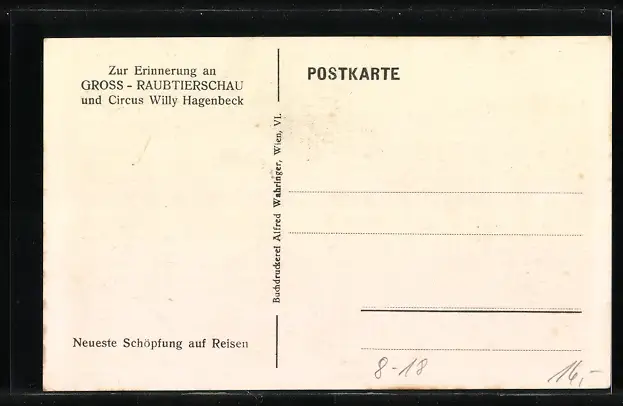 Zur Erinnerung an
GROSS - RAUBTIERSCHAU
und Circus Willy Hagenbeck
Neueste Schöpfung auf Reisen
Buchdruckerei Alfred Wahringer, Wien, VI.
POSTKARTE
8-18
16,-